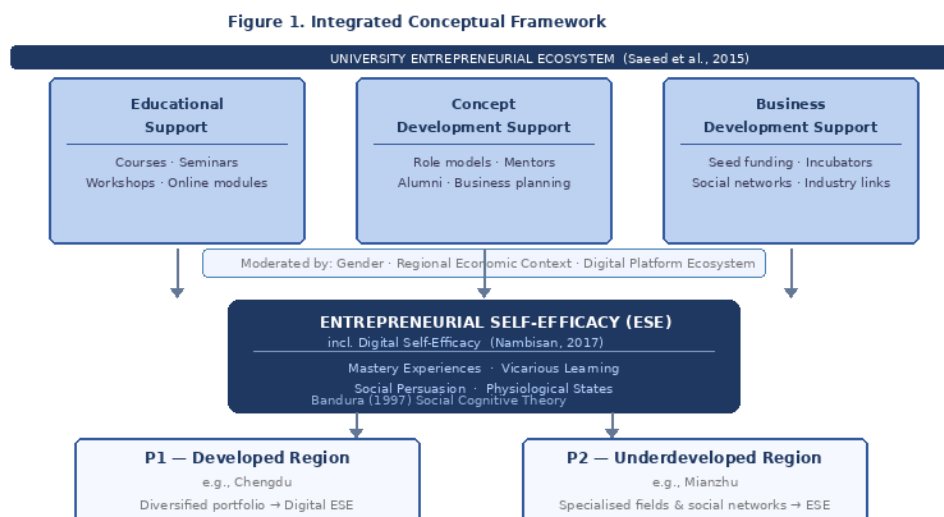 Figure 1. Integrated Conceptual Framework
UNIVERSITY ENTREPRENEURIAL ECOSYSTEM (Saeed et al., 2015)
Educational
Support
Courses · Seminars
Workshops · Online modules
Concept
Development Support
Role models · Mentors
Alumni · Business planning
Business
Development Support
Seed funding · Incubators
Social networks · Industry links
Moderated by: Gender · Regional Economic Context · Digital Platform Ecosystem
ENTREPRENEURIAL SELF-EFFICACY (ESE)
incl. Digital Self-Efficacy (Nambisan, 2017)
Mastery Experiences · Vicarious Learning
Social Persuasion · Physiological States
Bandura (1997) Social Cognitive Theory
P1 — Developed Region
e.g., Chengdu
Diversified portfolio → Digital ESE
P2 — Underdeveloped Region
e.g., Mianzhu
Specialised fields & social networks → ESE